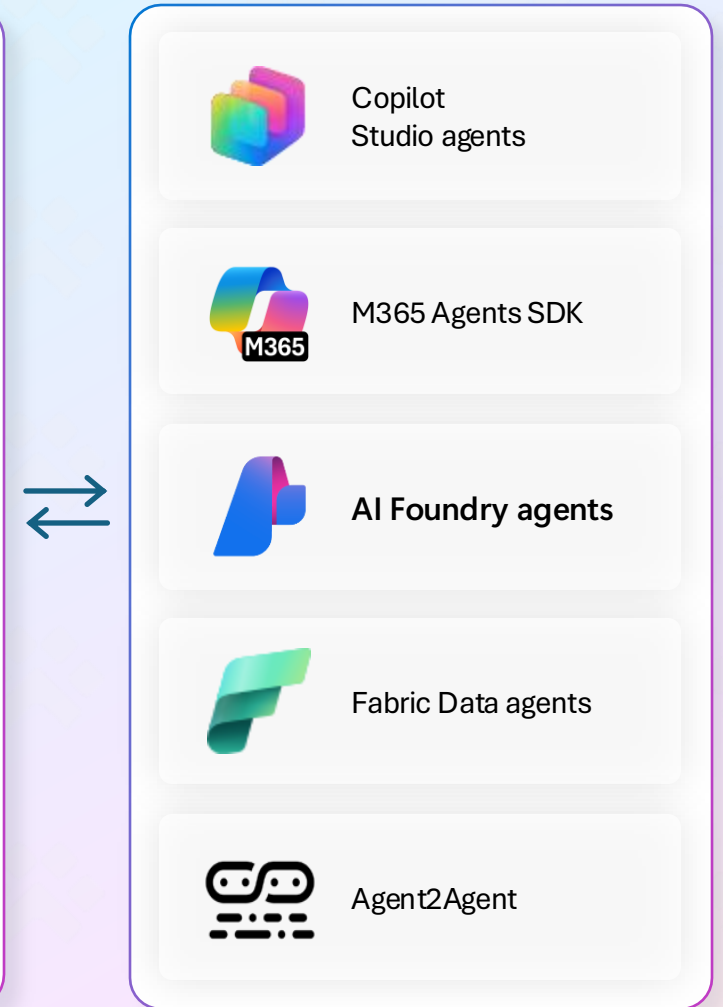 Copilot
Studio agents
M365
M365 Agents SDK
AI Foundry agents
Fabric Data agents
Agent2Agent